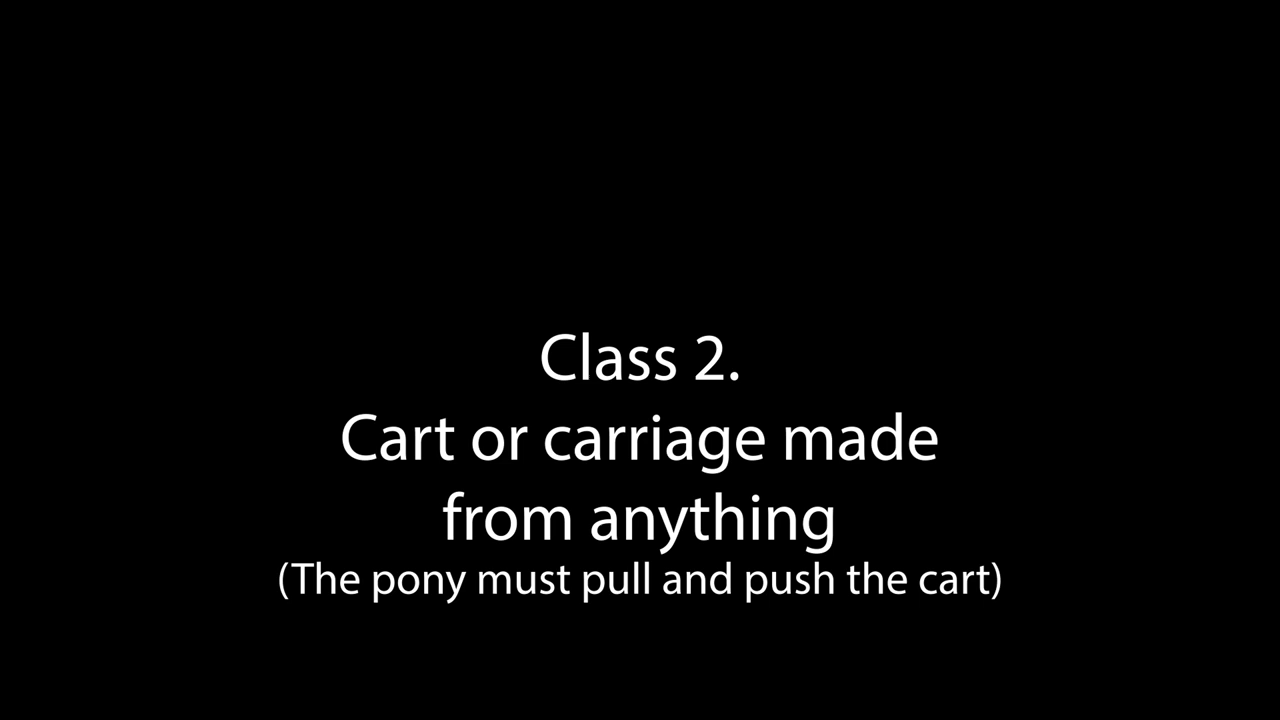 Class 2.
Cart or carriage made
from anything
(The pony must pull and push the cart)